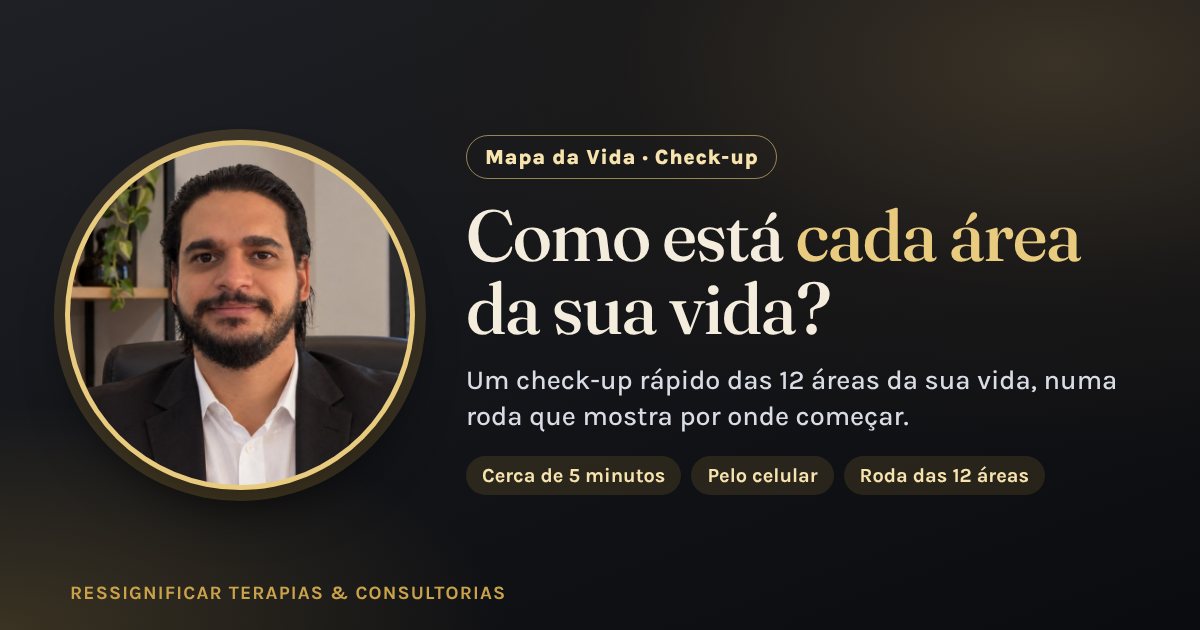 Mapa da Vida · Check-up
Como está cada área
da sua vida?
Um check-up rápido das 12 áreas da sua vida, numa
roda que mostra por onde começar.
Cerca de 5 minutos
Pelo celular
Roda das 12 áreas
RESSIGNIFICAR TERAPIAS & CONSULTORIAS